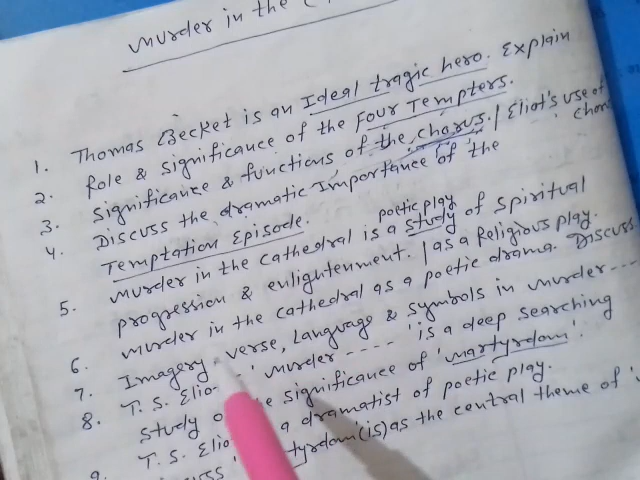 Murder in the
1. Thomas Becket is an Ideal tragic hero. Explain
2. Role & significance of the Four Tempters.
3. Significance & functions of the chorus. / Eliot's use of chorus
4. Discuss the dramatic importance of the
Temptation Episode.
poetic play
5. Murder in the cathedral is a study of spiritual
progression & enlightenment. / as a Religious play.
6. Murder in the cathedral as a poetic drama. Discuss
7. Imagery, verse, Language & symbols in murder ---
8. T. S. 'murder ---- ' is a deep searching
study significance of 'martyrdom'.
9. T. S. a dramatist of poetic play.
(is) as the central theme of '